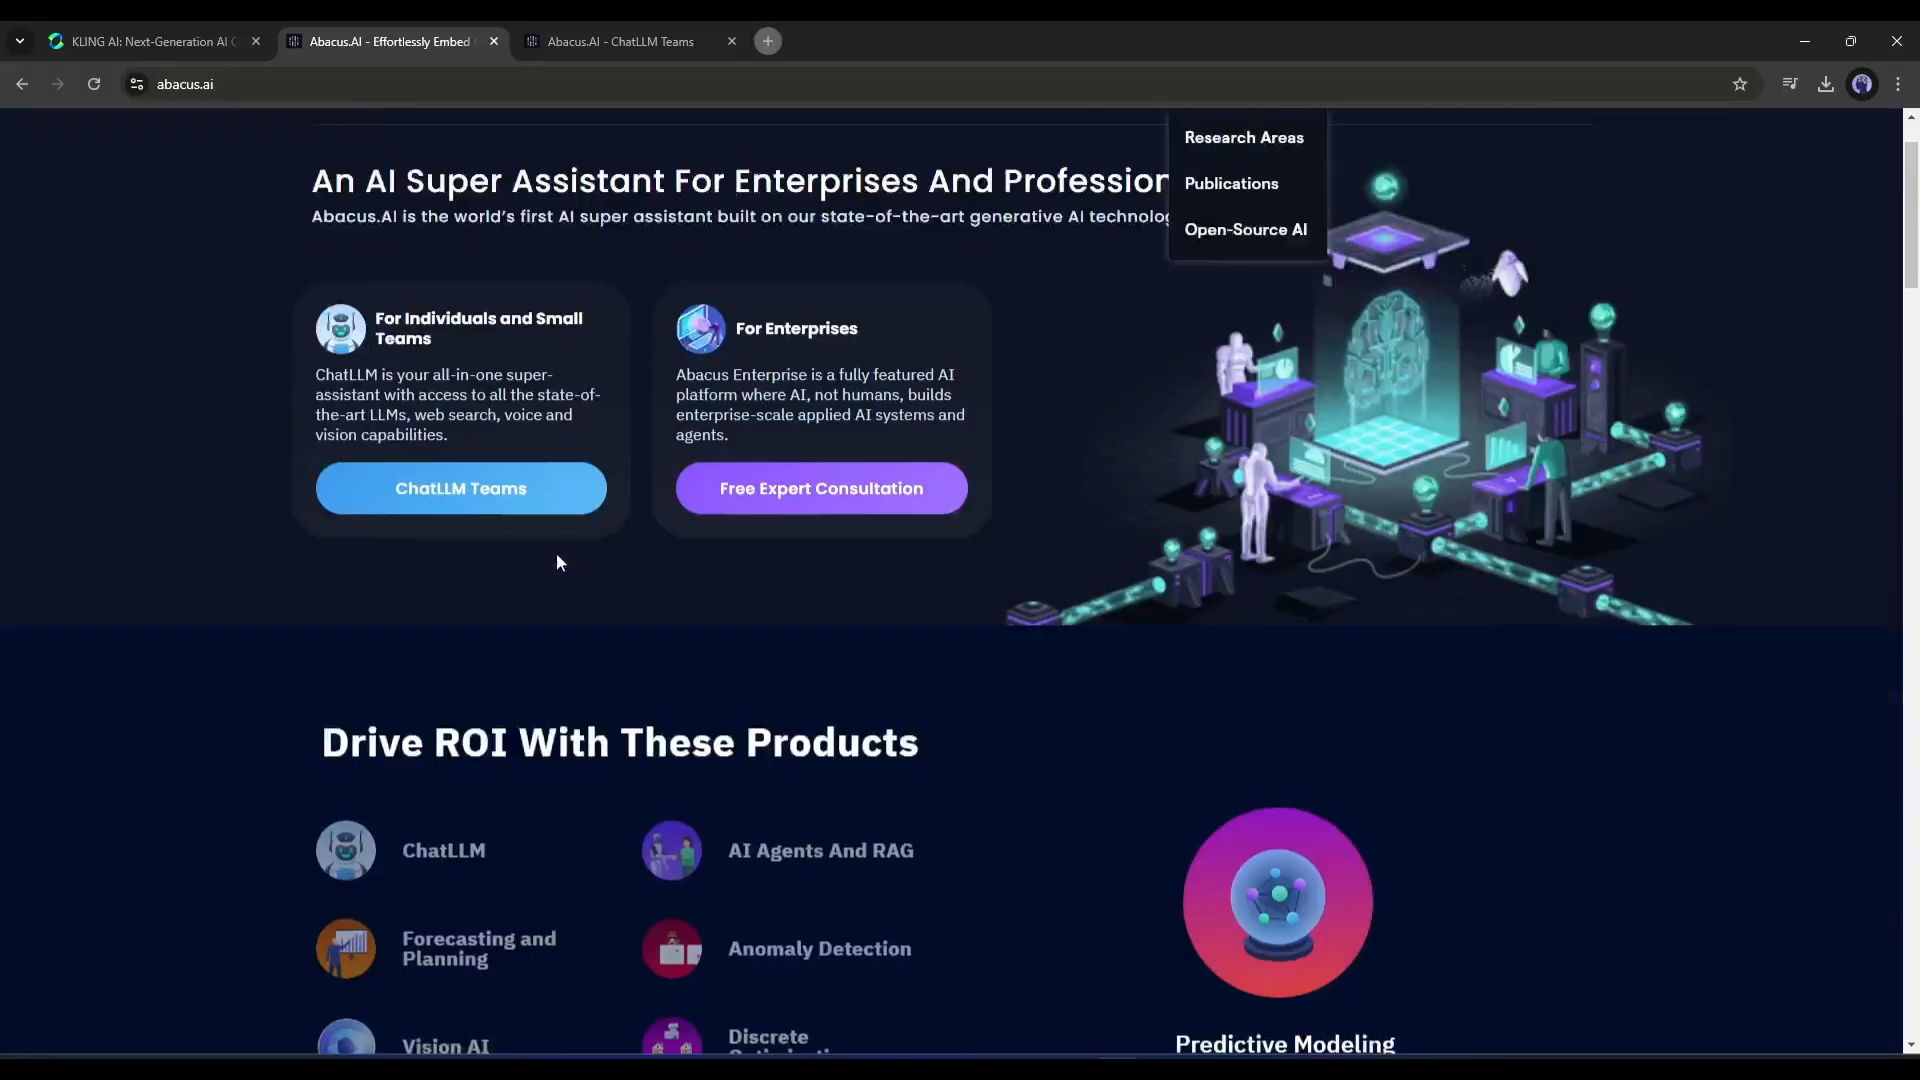 KLING AI: Next-Generation AI C
Abacus.AI - Effortlessly Embed
Abacus.AI - ChatLLM Teams
abacus.ai
Research Areas
Publications
Open-Source AI
An AI Super Assistant For Enterprises And Profession
Abacus.AI is the world's first AI super assistant built on our state-of-the-art generative AI technolog
For Individuals and Small
Teams
ChatLLM is your all-in-one super-
assistant with access to all the state-of-
the-art LLMs, web search, voice and
vision capabilities.
ChatLLM Teams
For Enterprises
Abacus Enterprise is a fully featured AI
platform where AI, not humans, builds
enterprise-scale applied AI systems and
agents.
Free Expert Consultation
Drive ROI With These Products
ChatLLM
AI Agents And RAG
Forecasting and
Planning
Anomaly Detection
Vision AI
Discrete
Predictive Modeling